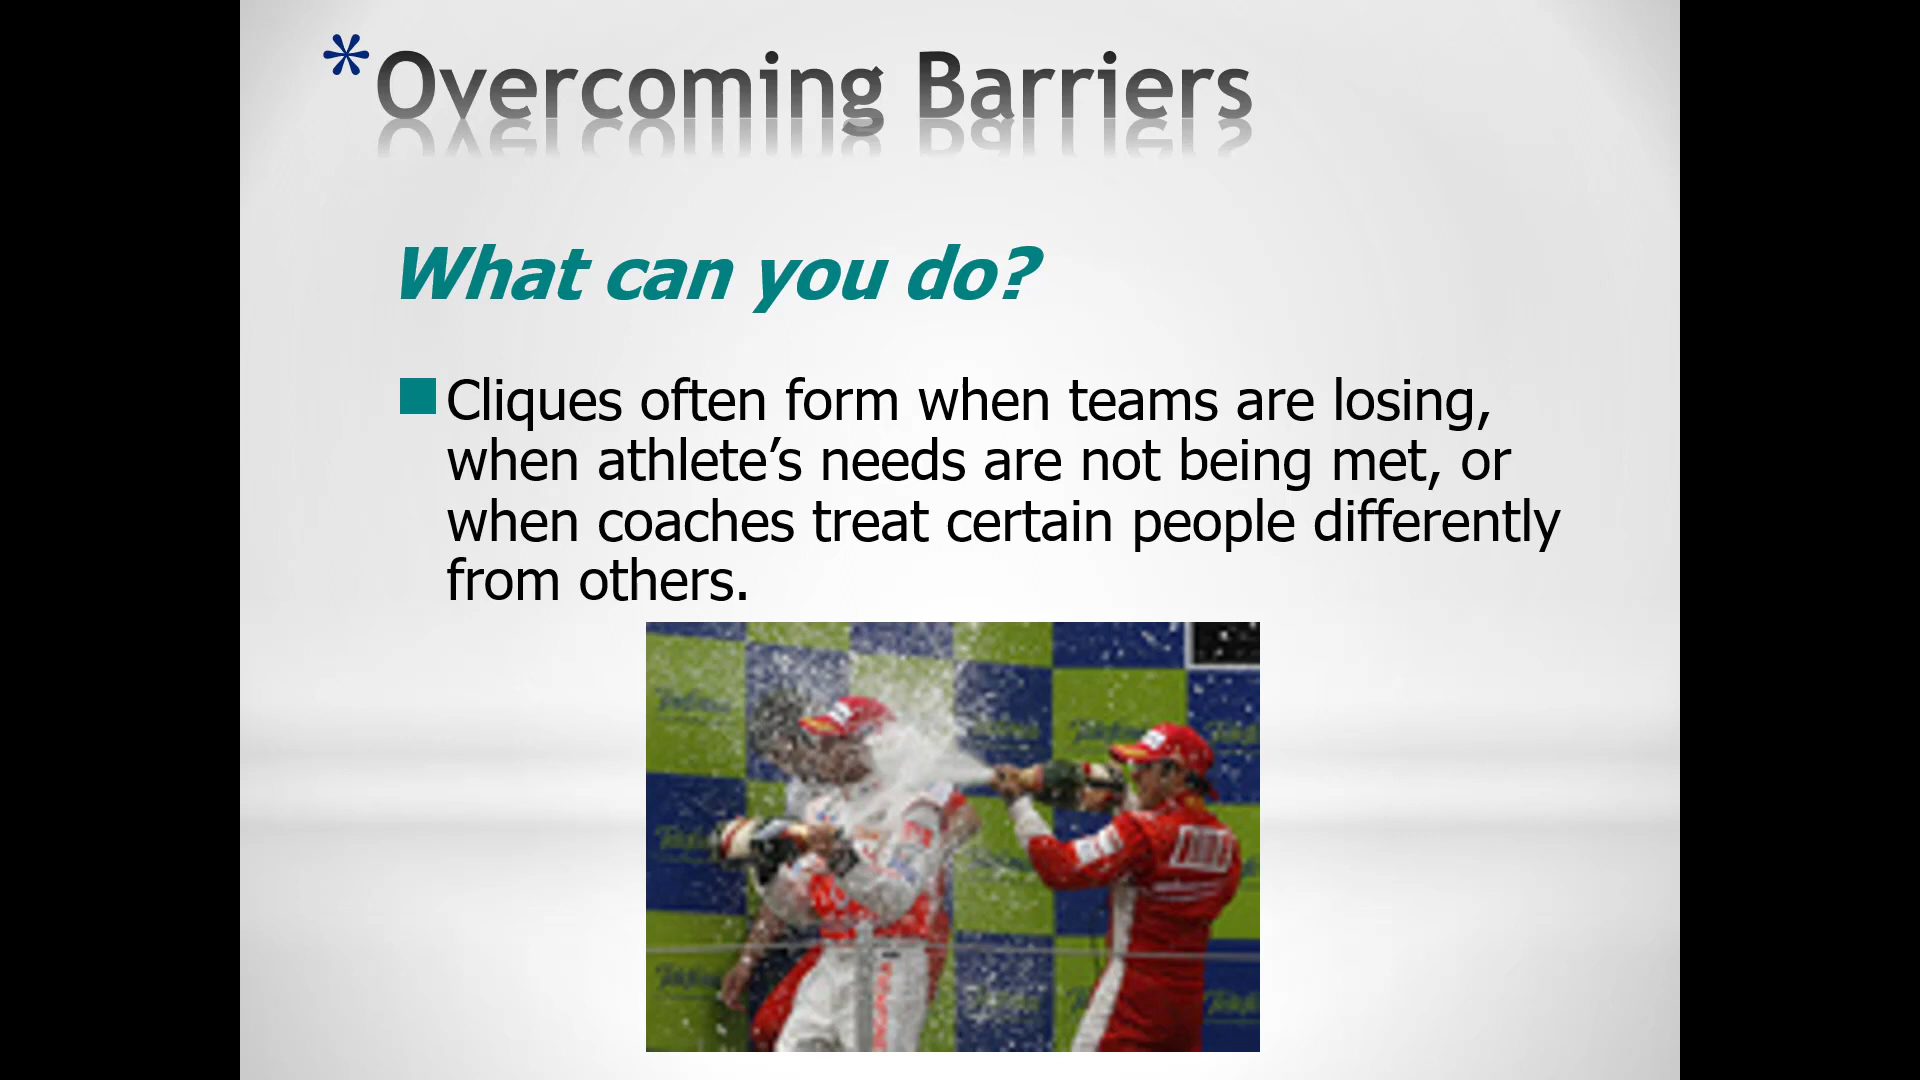 *Overcoming Barriers
What can you do?
Cliques often form when teams are losing,
when athlete’s needs are not being met, or
when coaches treat certain people differently
from others.